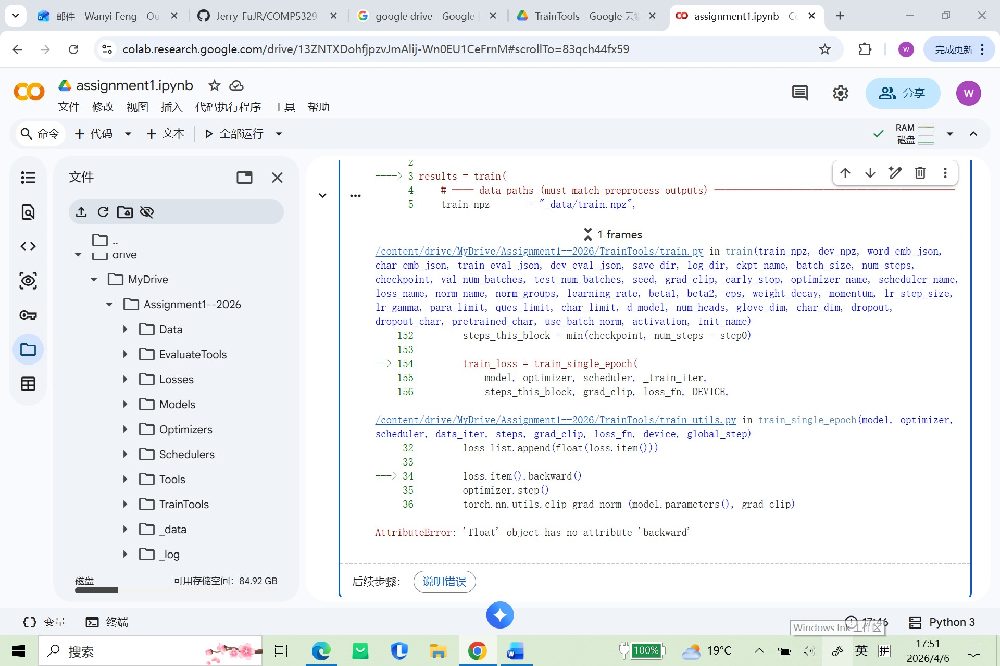 邮件 - Wanyi Feng - Ou
Jerry-FuJR/COMP5329
google drive - Google
TrainTools - Google 云
assignment1.ipynb - Co
colab.research.google.com/drive/13ZNTXDohfjpzvJmAlij-Wn0EU1CeFrnM#scrollTo=83qch44fx59
W
完成更新
assignment1.ipynb
文件 修改 视图 插入 代码执行程序 工具 帮助
分享
W
命令
代码
文本
全部运行
RAM
磁盘
文件
..
drive
MyDrive
Assignment1--2026
Data
EvaluateTools
Losses
Models
Optimizers
Schedulers
Tools
TrainTools
_data
_log
磁盘
可用存储空间: 84.92 GB
2
----> 3 results = train(
4 # ─── data paths (must match preprocess outputs) ────────────────────────────────
5 train_npz = "_data/train.npz",
1 frames
/content/drive/MyDrive/Assignment1--2026/TrainTools/train.py in train(train_npz, dev_npz, word_emb_json,
char_emb_json, train_eval_json, dev_eval_json, save_dir, log_dir, ckpt_name, batch_size, num_steps,
checkpoint, val_num_batches, test_num_batches, seed, grad_clip, early_stop, optimizer_name, scheduler_name,
loss_name, norm_name, norm_groups, learning_rate, beta1, beta2, eps, weight_decay, momentum, lr_step_size,
lr_gamma, para_limit, ques_limit, char_limit, d_model, num_heads, glove_dim, char_dim, dropout,
dropout_char, pretrained_char, use_batch_norm, activation, init_name)
152 steps_this_block = min(checkpoint, num_steps - step0)
153
--> 154 train_loss = train_single_epoch(
155 model, optimizer, scheduler, _train_iter,
156 steps_this_block, grad_clip, loss_fn, DEVICE,
/content/drive/MyDrive/Assignment1--2026/TrainTools/train_utils.py in train_single_epoch(model, optimizer,
scheduler, data_iter, steps, grad_clip, loss_fn, device, global_step)
32 loss_list.append(float(loss.item()))
33
---> 34 loss.item().backward()
35 optimizer.step()
36 torch.nn.utils.clip_grad_norm_(model.parameters(), grad_clip)
AttributeError: 'float' object has no attribute 'backward'
后续步骤:
说明错误
变量
终端
17:46
Python 3
Windows Ink 工作区
搜索
100%
19°C
英
拼
17:51
2026/4/6